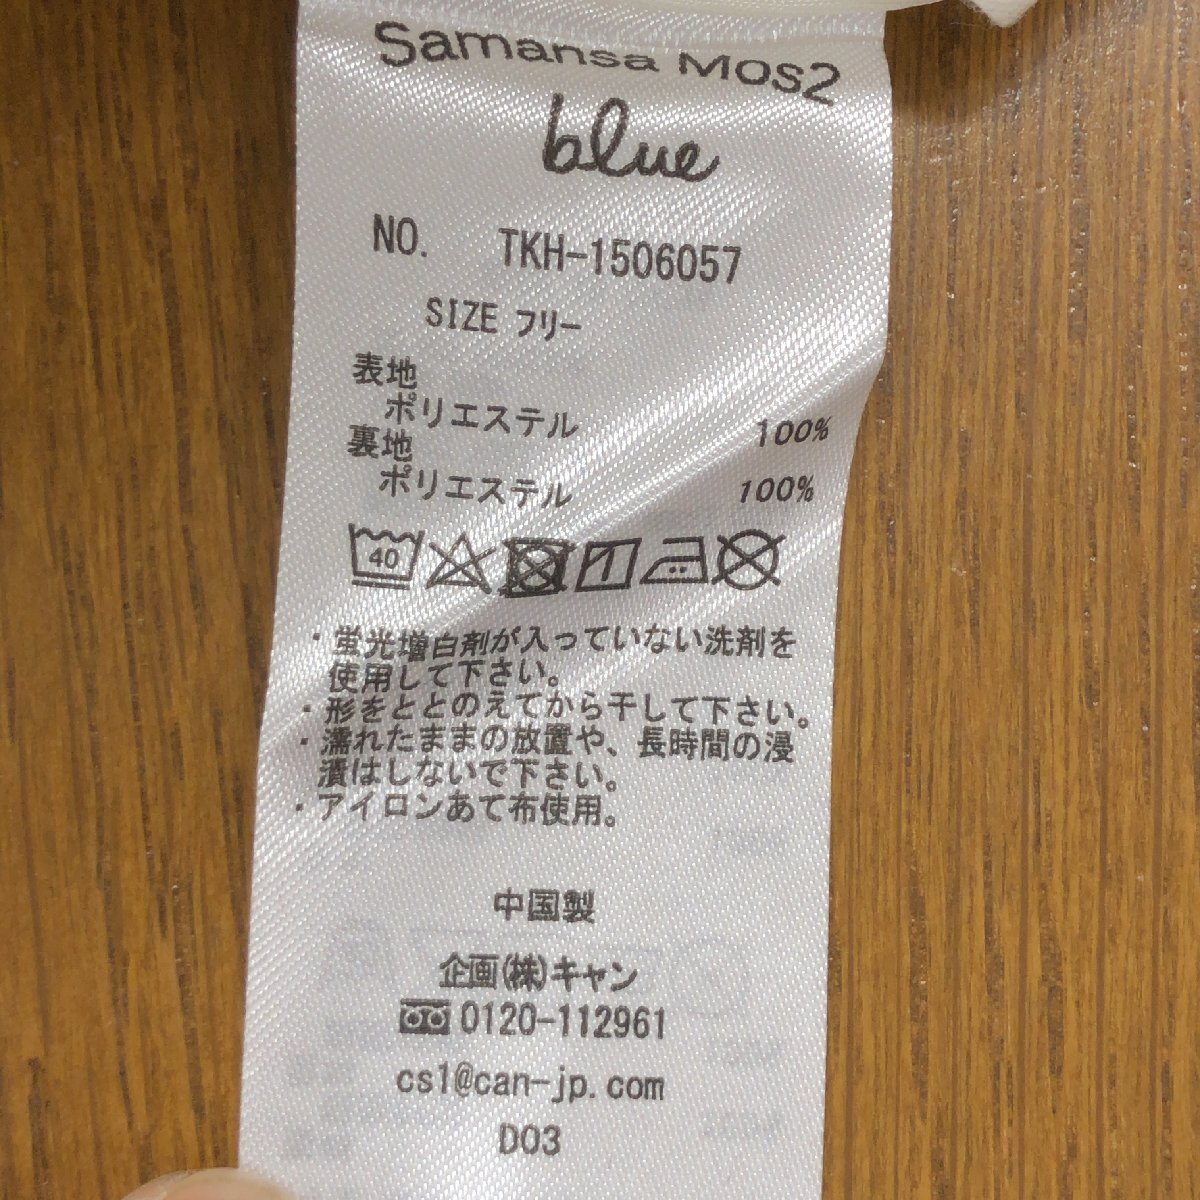 Samansa Mos2
blue
NO. TKH-1506057
SIZE フリー
表地
ポリエステル 100%
裏地
ポリエステル 100%
40
・蛍光増白剤が入っていない洗剤を
使用して下さい。
・形をととのえてから干して下さい。
・濡れたままの放置や、長時間の浸
漬はしないで下さい。
・アイロンあて布使用。
中国製
企画(株)キャン
0120-112961
cs1@can-jp.com
D03